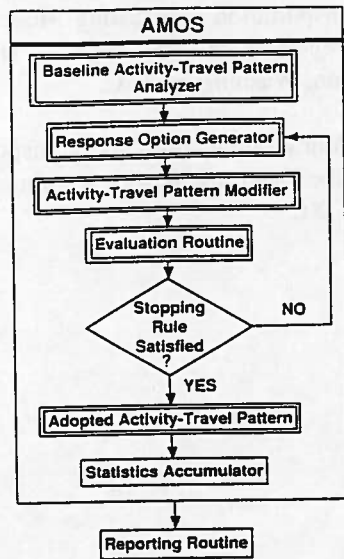 AMOS
Baseline Activity-Travel Pattern
Analyzer
Response Option Generator
Activity-Travel Pattern Modifier
Evaluation Routine
Stopping
Rule
Satisfied
?
NO
YES
Adopted Activity-Travel Pattern
Statistics Accumulator
Reporting Routine